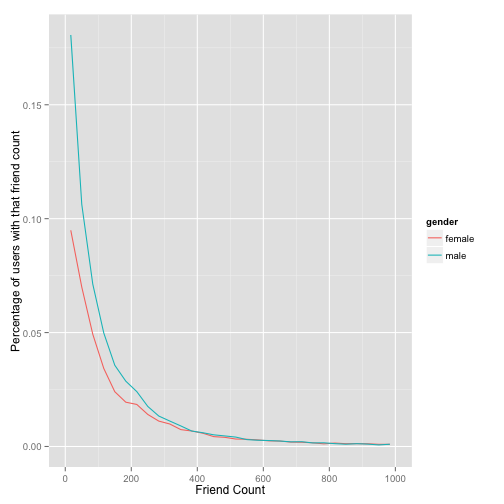 Percentage of users with that friend count
0.15
0.10
0.05
0.00
0 200 400 600 800 1000
Friend Count
gender
female
male